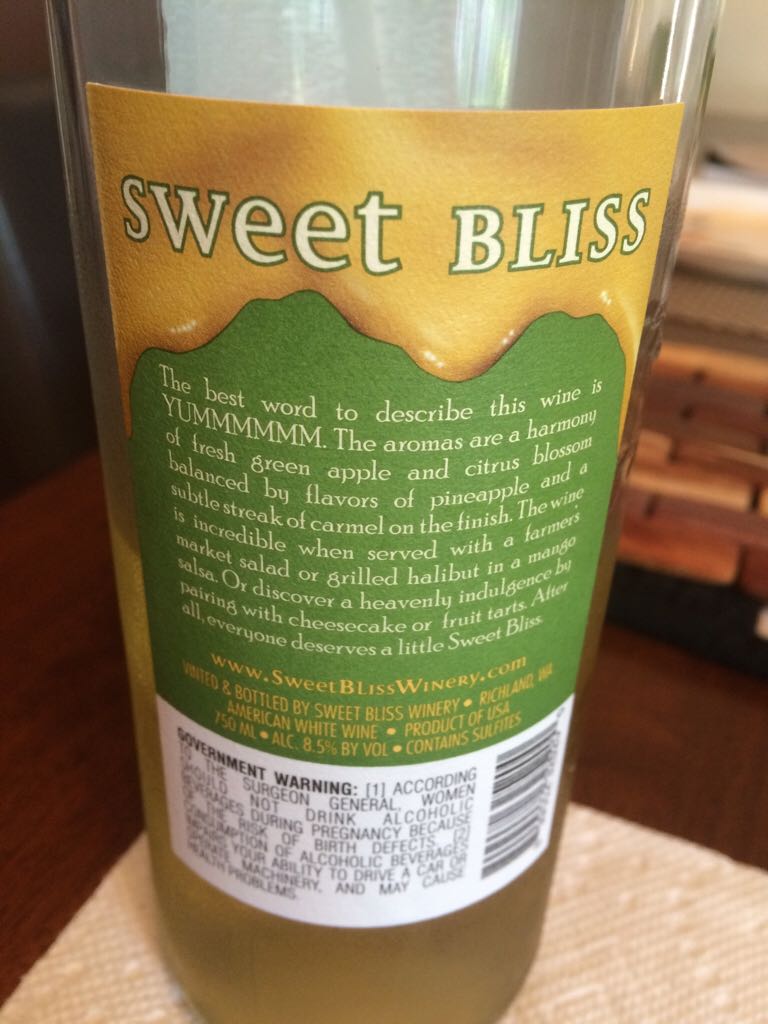 Sweet BLISS
The best word to describe this wine is
YUMMMMMM. The aromas are a harmony
of fresh green apple and citrus blossom
balanced by flavors of pineapple and a
subtle streak of carmel on the finish. The wine
is incredible when served with a farmer's
market salad or grilled halibut in a mango
salsa. Or discover a heavenly indulgence by
pairing with cheesecake or fruit tarts. After
all, everyone deserves a little Sweet Bliss.
www.SweetBlissWinery.com
VINTED & BOTTLED BY SWEET BLISS WINERY • RICHLAND, WA
AMERICAN WHITE WINE • PRODUCT OF USA
750 ML • ALC. 8.5% BY VOL • CONTAINS SULFITES
GOVERNMENT WARNING: [1] ACCORDING
TO THE SURGEON GENERAL, WOMEN
SHOULD NOT DRINK ALCOHOLIC
BEVERAGES DURING PREGNANCY BECAUSE
OF THE RISK OF BIRTH DEFECTS. [2]
CONSUMPTION OF ALCOHOLIC BEVERAGES
IMPAIRS YOUR ABILITY TO DRIVE A CAR OR
OPERATE MACHINERY, AND MAY CAUSE
HEALTH PROBLEMS.